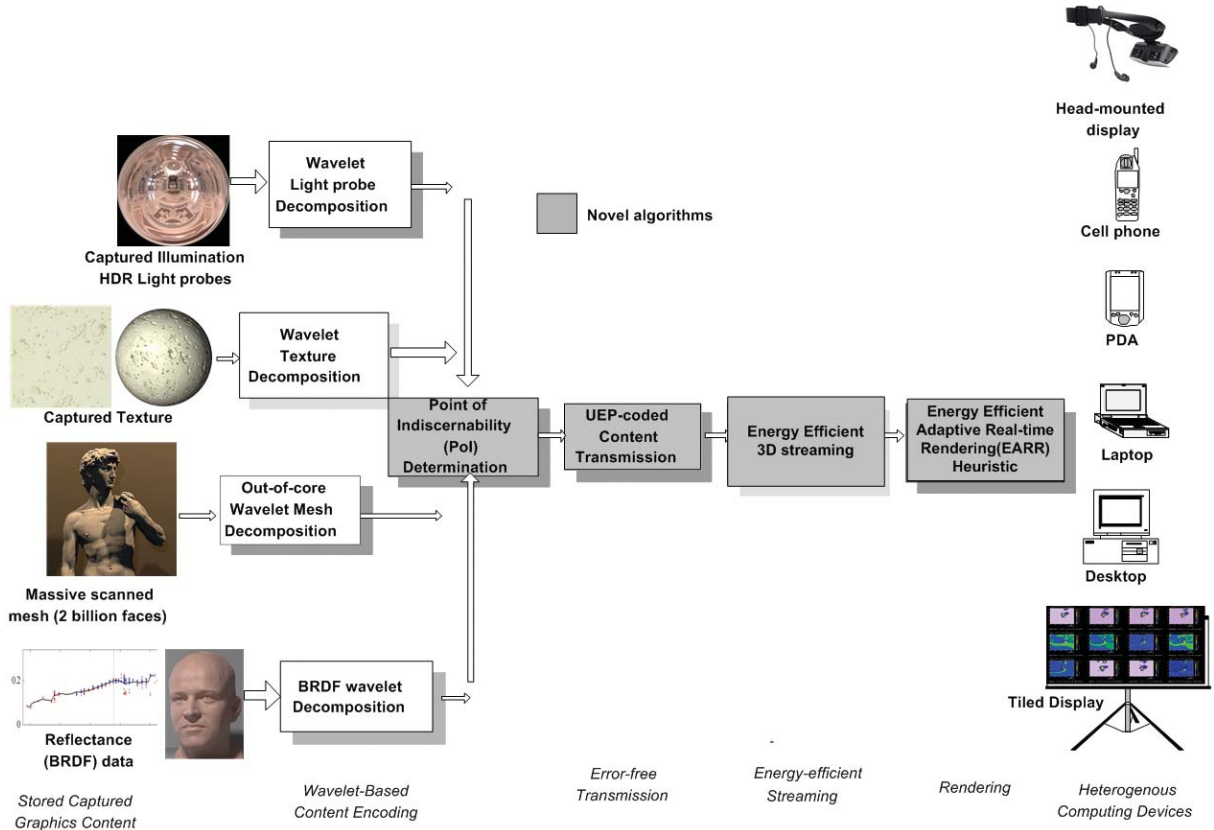 Head-mounted
display
Wavelet
Light probe
Decomposition
Novel algorithms
Cell phone
Captured Illumination
HDR Light probes
Wavelet
Texture
Decomposition
PDA
Captured Texture
Point of
Indiscernability
(PoI)
Determination
UEP-coded
Content
Transmission
Energy Efficient
3D streaming
Energy Efficient
Adaptive Real-time
Rendering(EARR)
Heuristic
Laptop
Out-of-core
Wavelet Mesh
Decomposition
Desktop
Massive scanned
mesh (2 billion faces)
0.2
0
BRDF wavelet
Decomposition
Tiled Display
Reflectance
(BRDF) data
Stored Captured
Graphics Content
Wavelet-Based
Content Encoding
Error-free
Transmission
Energy-efficient
Streaming
Rendering
Heterogenous
Computing Devices